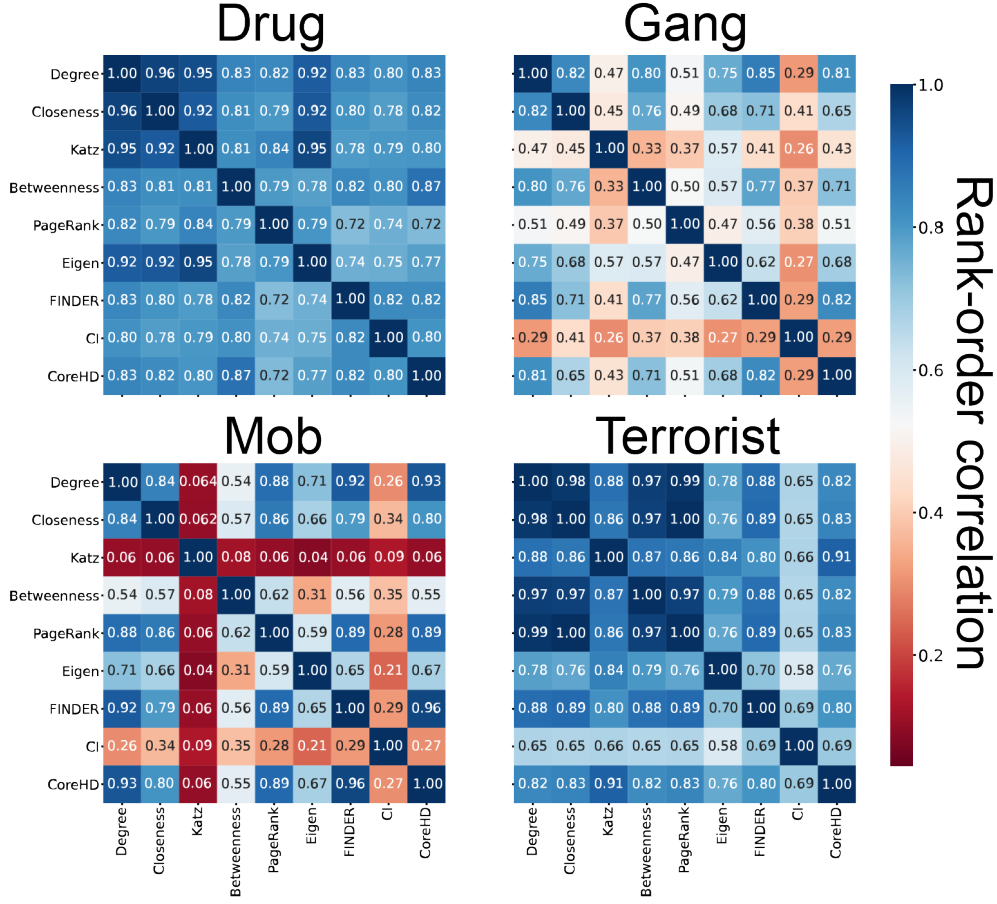 Drug
Gang
Degree 1.00 0.96 0.95 0.83 0.82 0.92 0.83 0.80 0.83
Closeness 0.96 1.00 0.92 0.81 0.79 0.92 0.80 0.78 0.82
Katz 0.95 0.92 1.00 0.81 0.84 0.95 0.78 0.79 0.80
Betweenness 0.83 0.81 0.81 1.00 0.79 0.78 0.82 0.80 0.87
PageRank 0.82 0.79 0.84 0.79 1.00 0.79 0.72 0.74 0.72
Eigen 0.92 0.92 0.95 0.78 0.79 1.00 0.74 0.75 0.77
FINDER 0.83 0.80 0.78 0.82 0.72 0.74 1.00 0.82 0.82
CI 0.80 0.78 0.79 0.80 0.74 0.75 0.82 1.00 0.80
CoreHD 0.83 0.82 0.80 0.87 0.72 0.77 0.82 0.80 1.00
1.00 0.82 0.47 0.80 0.51 0.75 0.85 0.29 0.81
0.82 1.00 0.45 0.76 0.49 0.68 0.71 0.41 0.65
0.47 0.45 1.00 0.33 0.37 0.57 0.41 0.26 0.43
0.80 0.76 0.33 1.00 0.50 0.57 0.77 0.37 0.71
0.51 0.49 0.37 0.50 1.00 0.47 0.56 0.38 0.51
0.75 0.68 0.57 0.57 0.47 1.00 0.62 0.27 0.68
0.85 0.71 0.41 0.77 0.56 0.62 1.00 0.29 0.82
0.29 0.41 0.26 0.37 0.38 0.27 0.29 1.00 0.29
0.81 0.65 0.43 0.71 0.51 0.68 0.82 0.29 1.00
Mob
Terrorist
Degree 1.00 0.84 0.064 0.54 0.88 0.71 0.92 0.26 0.93
Closeness 0.84 1.00 0.062 0.57 0.86 0.66 0.79 0.34 0.80
Katz 0.06 0.06 1.00 0.08 0.06 0.04 0.06 0.09 0.06
Betweenness 0.54 0.57 0.08 1.00 0.62 0.31 0.56 0.35 0.55
PageRank 0.88 0.86 0.06 0.62 1.00 0.59 0.89 0.28 0.89
Eigen 0.71 0.66 0.04 0.31 0.59 1.00 0.65 0.21 0.67
FINDER 0.92 0.79 0.06 0.56 0.89 0.65 1.00 0.29 0.96
CI 0.26 0.34 0.09 0.35 0.28 0.21 0.29 1.00 0.27
CoreHD 0.93 0.80 0.06 0.55 0.89 0.67 0.96 0.27 1.00
Degree Closeness Katz Betweenness PageRank Eigen FINDER CI CoreHD
1.00 0.98 0.88 0.97 0.99 0.78 0.88 0.65 0.82
0.98 1.00 0.86 0.97 1.00 0.76 0.89 0.65 0.83
0.88 0.86 1.00 0.87 0.86 0.84 0.80 0.66 0.91
0.97 0.97 0.87 1.00 0.97 0.79 0.88 0.65 0.82
0.99 1.00 0.86 0.97 1.00 0.76 0.89 0.65 0.83
0.78 0.76 0.84 0.79 0.76 1.00 0.70 0.58 0.76
0.88 0.89 0.80 0.88 0.89 0.70 1.00 0.69 0.80
0.65 0.65 0.66 0.65 0.65 0.58 0.69 1.00 0.69
0.82 0.83 0.91 0.82 0.83 0.76 0.80 0.69 1.00
Degree Closeness Katz Betweenness PageRank Eigen FINDER CI CoreHD
1.0
0.8
0.6
0.4
0.2
Rank-order correlation